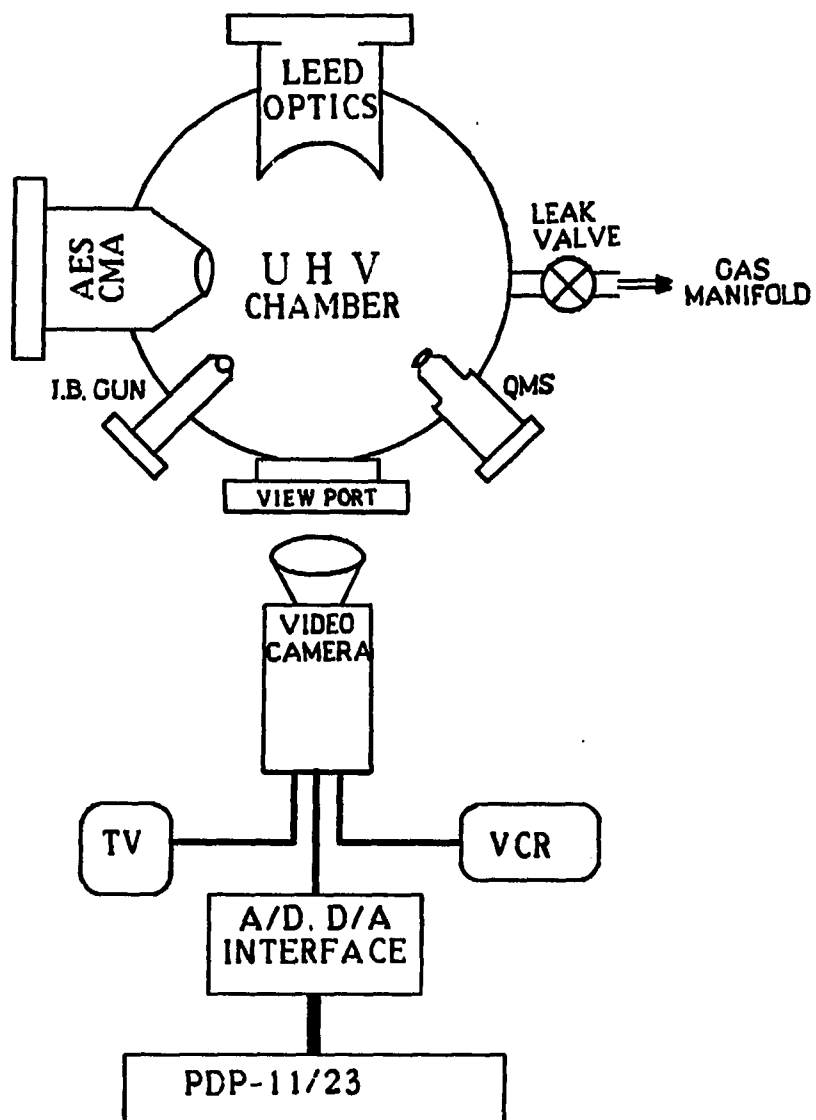 LEED
OPTICS
AES
CMA
U H V
CHAMBER
LEAK
VALVE
GAS
MANIFOLD
I.B. GUN
QMS
VIEW PORT
VIDEO
CAMERA
TV
VCR
A/D, D/A
INTERFACE
PDP-11/23